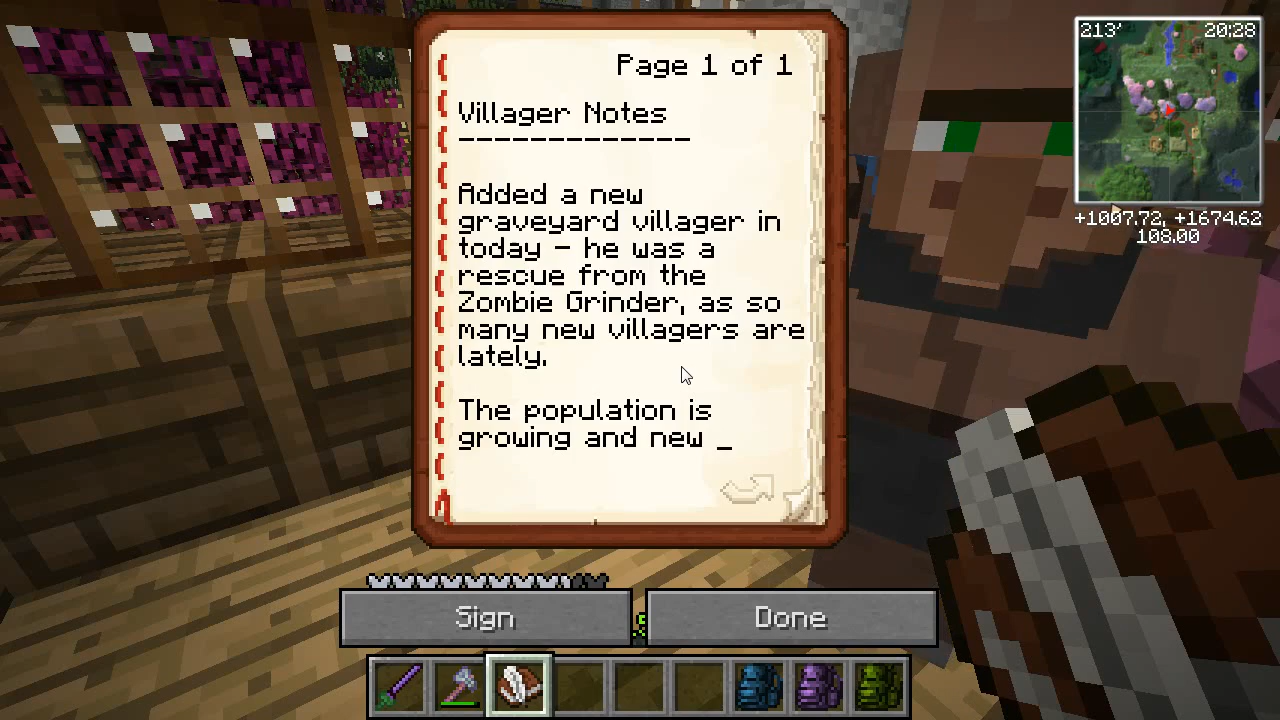 Page 1 of 1
Villager Notes
-------------
Added a new
graveyard villager in
today - he was a
rescue from the
Zombie Grinder, as so
many new villagers are
lately.
The population is
growing and new _
Sign
Done
213' 20:28
+1007.72, +1674.62
108.00